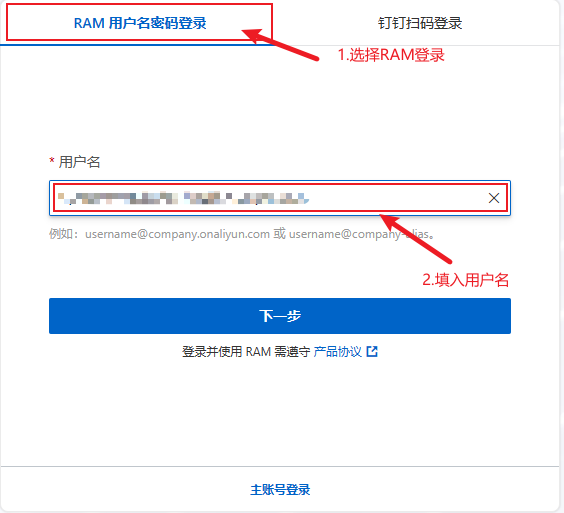 RAM 用户名密码登录
钉钉扫码登录
1.选择RAM登录
* 用户名
例如：username@company.onaliyun.com 或 username@company-alias。
2.填入用户名
下一步
登录并使用 RAM 需遵守 产品协议
主账号登录